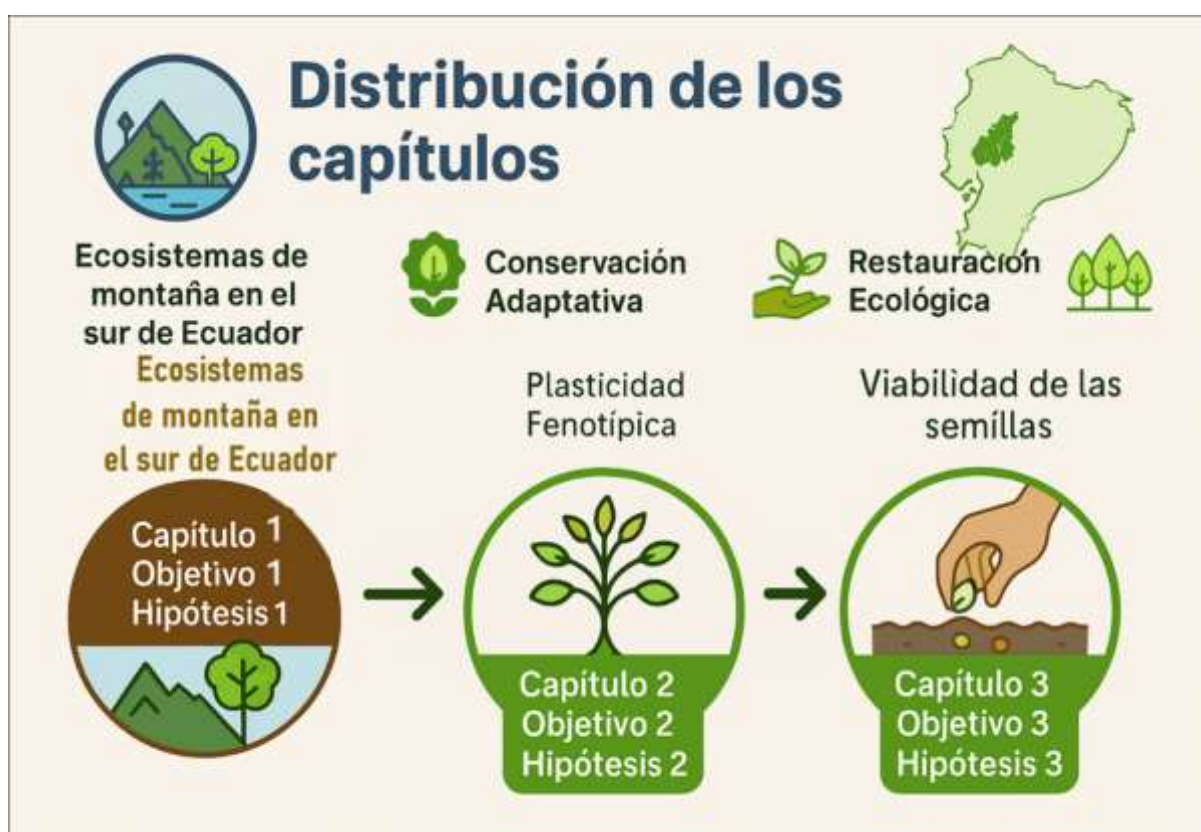 Distribución de los
capítulos
Ecosistemas de
montaña en el
sur de Ecuador
Conservación
Adaptativa
Restauración
Ecológica
Ecosistemas
de montaña en
el sur de Ecuador
Plasticidad
Fenotípica
Viabilidad de las
semíllas
Capítulo 1
Objetivo 1
Hipótesis 1
Capítulo 2
Objetivo 2
Hipótesis 2
Capítulo 3
Objetivo 3
Hipótesis 3